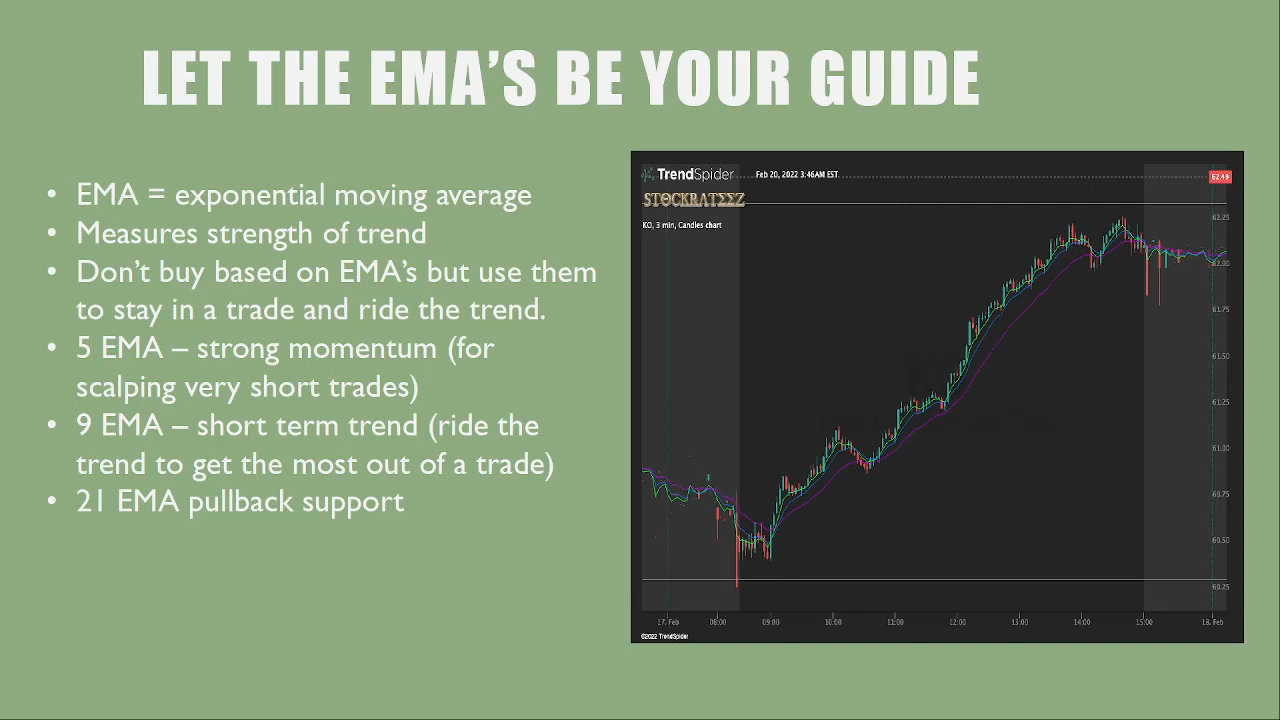 LET THE EMA’S BE YOUR GUIDE
• EMA = exponential moving average
• Measures strength of trend
• Don’t buy based on EMA’s but use them
to stay in a trade and ride the trend.
• 5 EMA – strong momentum (for
scalping very short trades)
• 9 EMA – short term trend (ride the
trend to get the most out of a trade)
• 21 EMA pullback support
TrendSpider
Feb 20, 2022 3:46AM EST
62.49
STOCKRATEEZ
KO, 3 min, Candles chart
62.25
62.00
61.75
61.50
61.25
61.00
60.75
60.50
60.25
17. Feb 08:00 09:00 10:00 11:00 12:00 13:00 14:00 15:00 18. Feb
©2022 TrendSpider